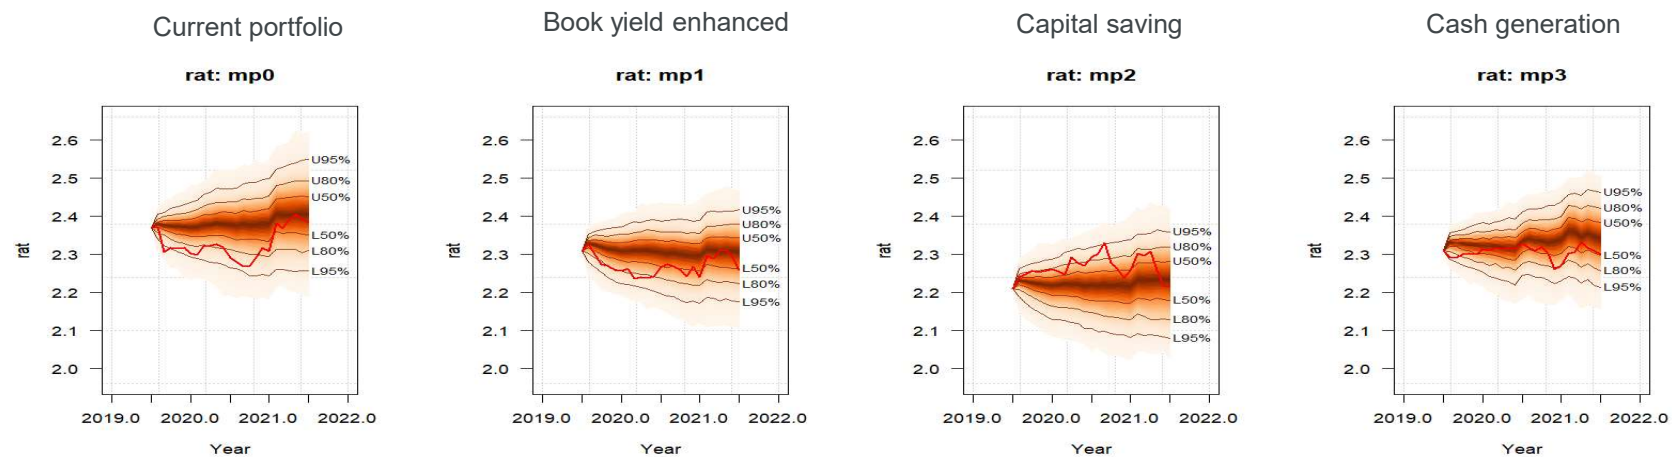 Current portfolio
Book yield enhanced
Capital saving
Cash generation
rat: mp0
rat: mp1
rat: mp2
rat: mp3
rat
2.6
2.5
2.4
2.3
2.2
2.1
2.0
U95%
U80%
U50%
L50%
L80%
L95%
2019.0 2020.0 2021.0 2022.0
Year
rat
2.6
2.5
2.4
2.3
2.2
2.1
2.0
U95%
U80%
U50%
L50%
L80%
L95%
2019.0 2020.0 2021.0 2022.0
Year
rat
2.6
2.5
2.4
2.3
2.2
2.1
2.0
U95%
U80%
U50%
L50%
L80%
L95%
2019.0 2020.0 2021.0 2022.0
Year
rat
2.6
2.5
2.4
2.3
2.2
2.1
2.0
U95%
U80%
U50%
L50%
L80%
L95%
2019.0 2020.0 2021.0 2022.0
Year